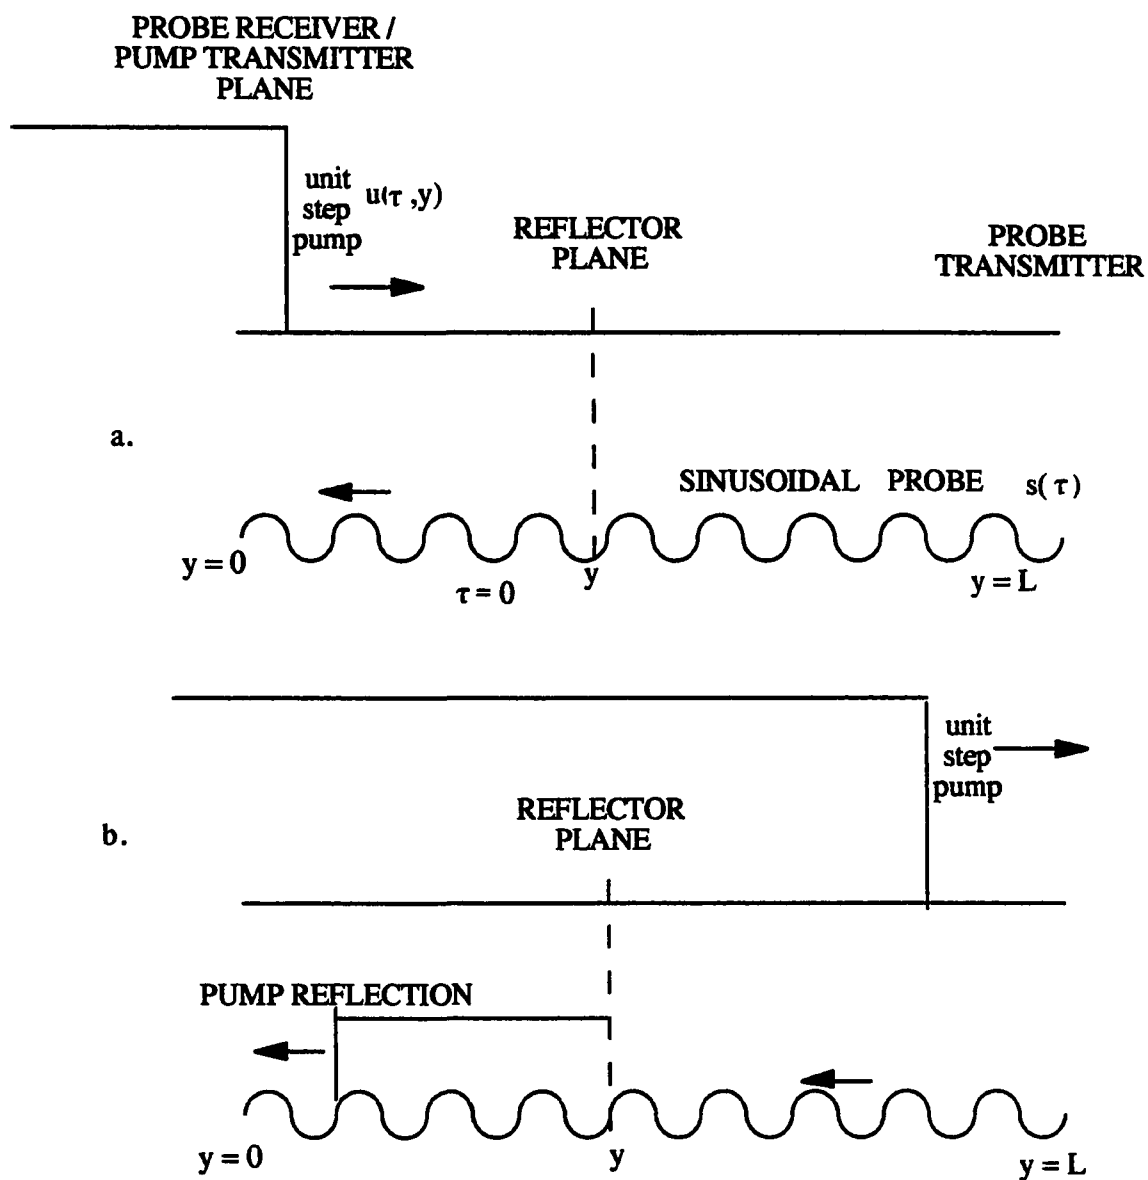 PROBE RECEIVER /
PUMP TRANSMITTER
PLANE
unit
step
pump
u(τ ,y)
REFLECTOR
PLANE
PROBE
TRANSMITTER
a.
SINUSOIDAL PROBE s(τ)
y = 0
τ = 0
y
y = L
unit
step
pump
REFLECTOR
PLANE
b.
PUMP REFLECTION
y = 0
y
y = L